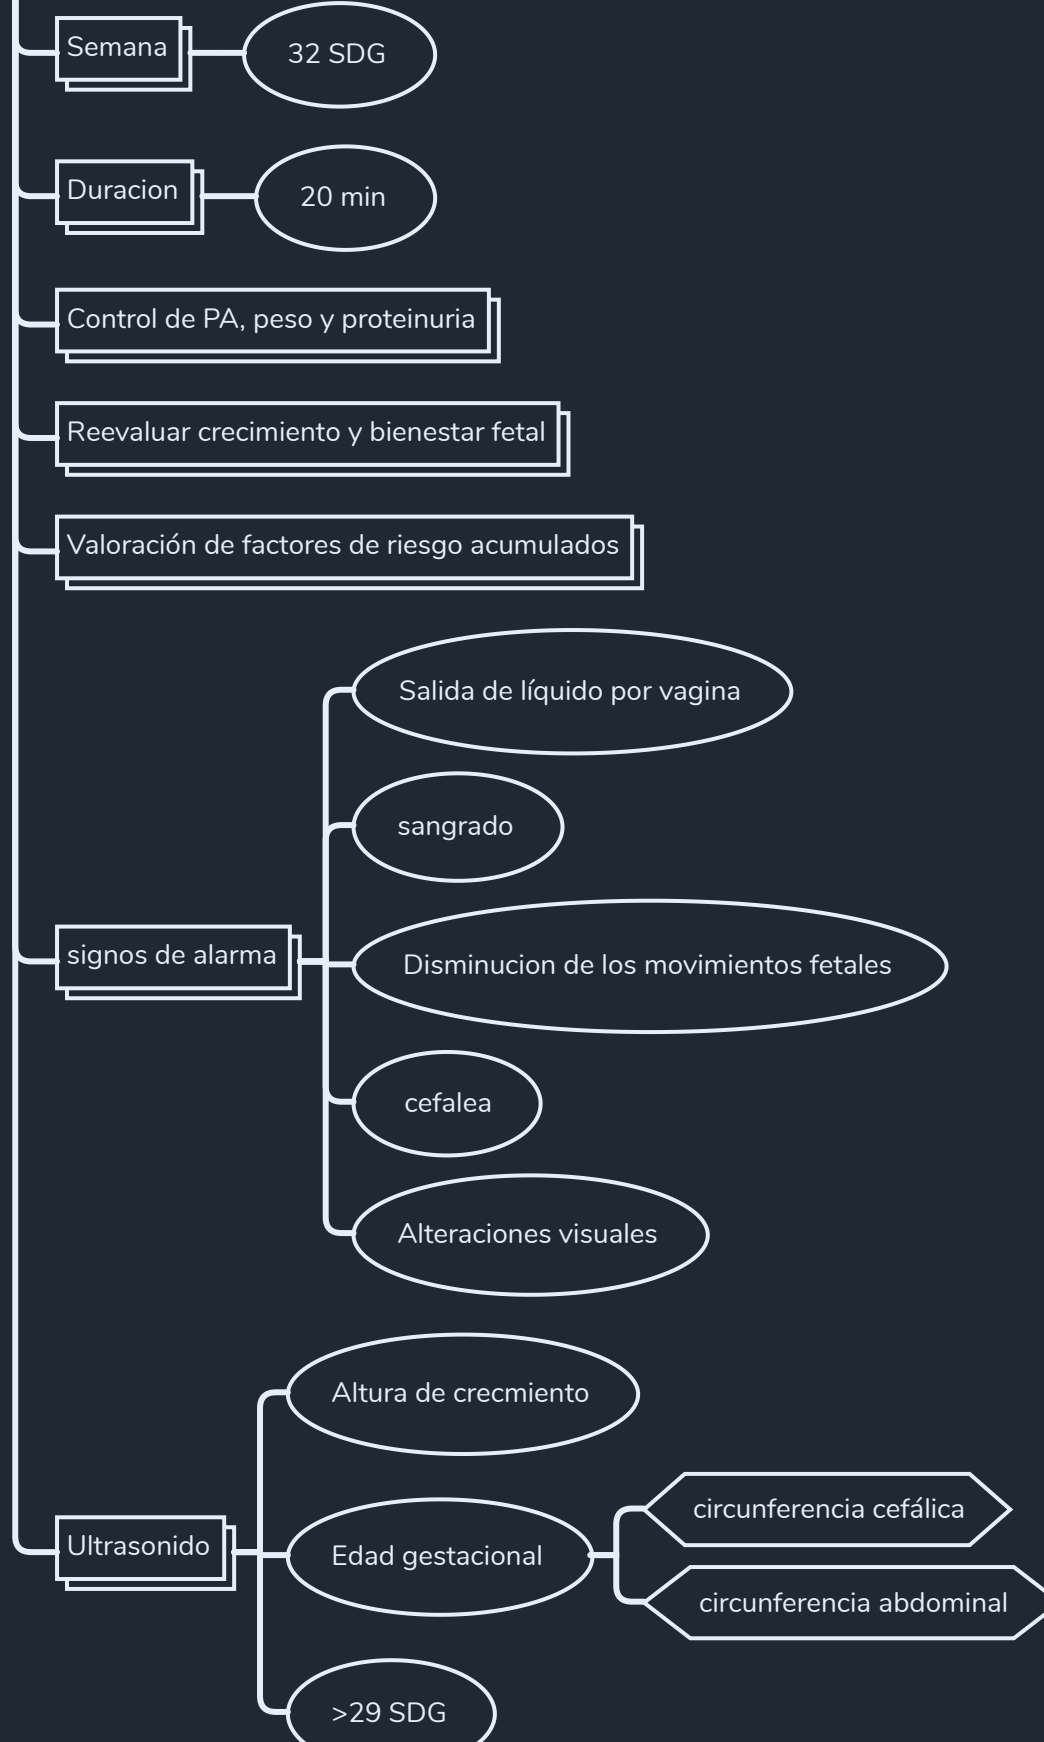 Semana
32 SDG
Duracion
20 min
Control de PA, peso y proteinuria
Reevaluar crecimiento y bienestar fetal
Valoración de factores de riesgo acumulados
signos de alarma
Salida de líquido por vagina
sangrado
Disminucion de los movimientos fetales
cefalea
Alteraciones visuales
Ultrasonido
Altura de crecmiento
Edad gestacional
circunferencia cefálica
circunferencia abdominal
>29 SDG